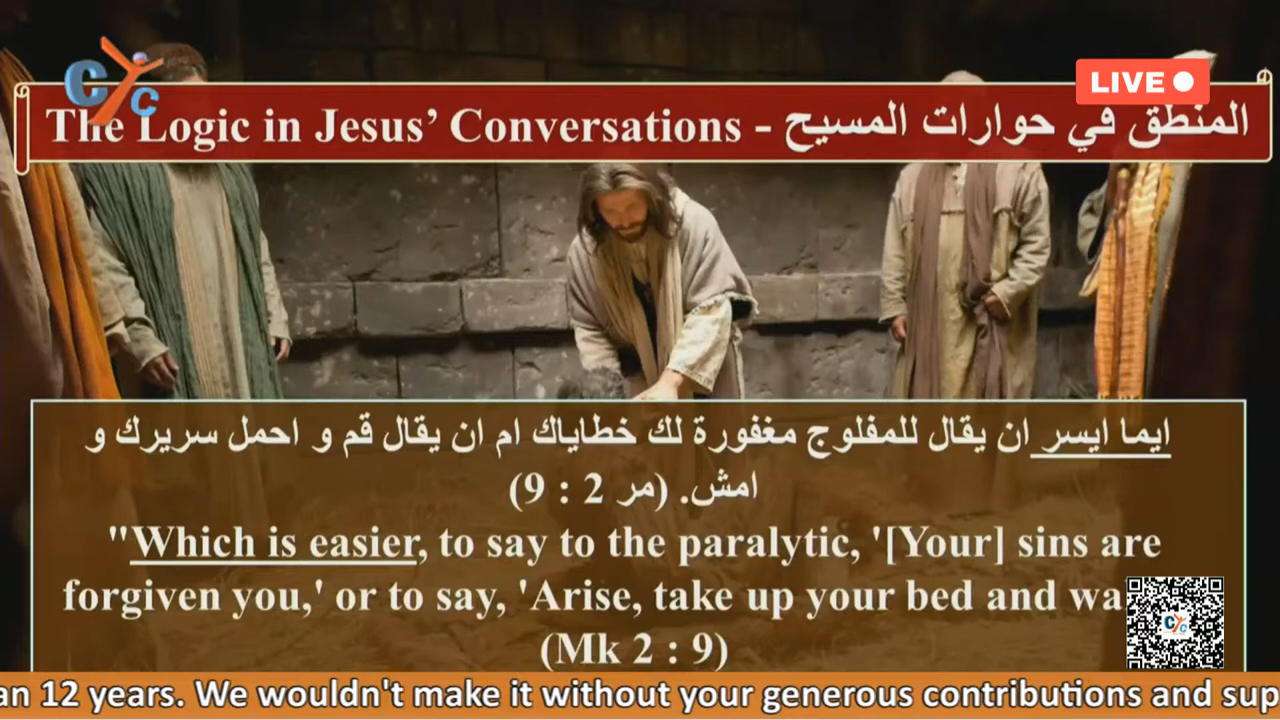 CYC
LIVE
The Logic in Jesus’ Conversations - المنطق في حوارات المسيح
ايما ايسر ان يقال للمفلوج مغفورة لك خطاياك ام ان يقال قم و احمل سريرك و
امش. (مر 2 : 9)
"Which is easier, to say to the paralytic, '[Your] sins are
forgiven you,' or to say, 'Arise, take up your bed and wa
(Mk 2 : 9)
CYC
an 12 years. We wouldn't make it without your generous contributions and sup